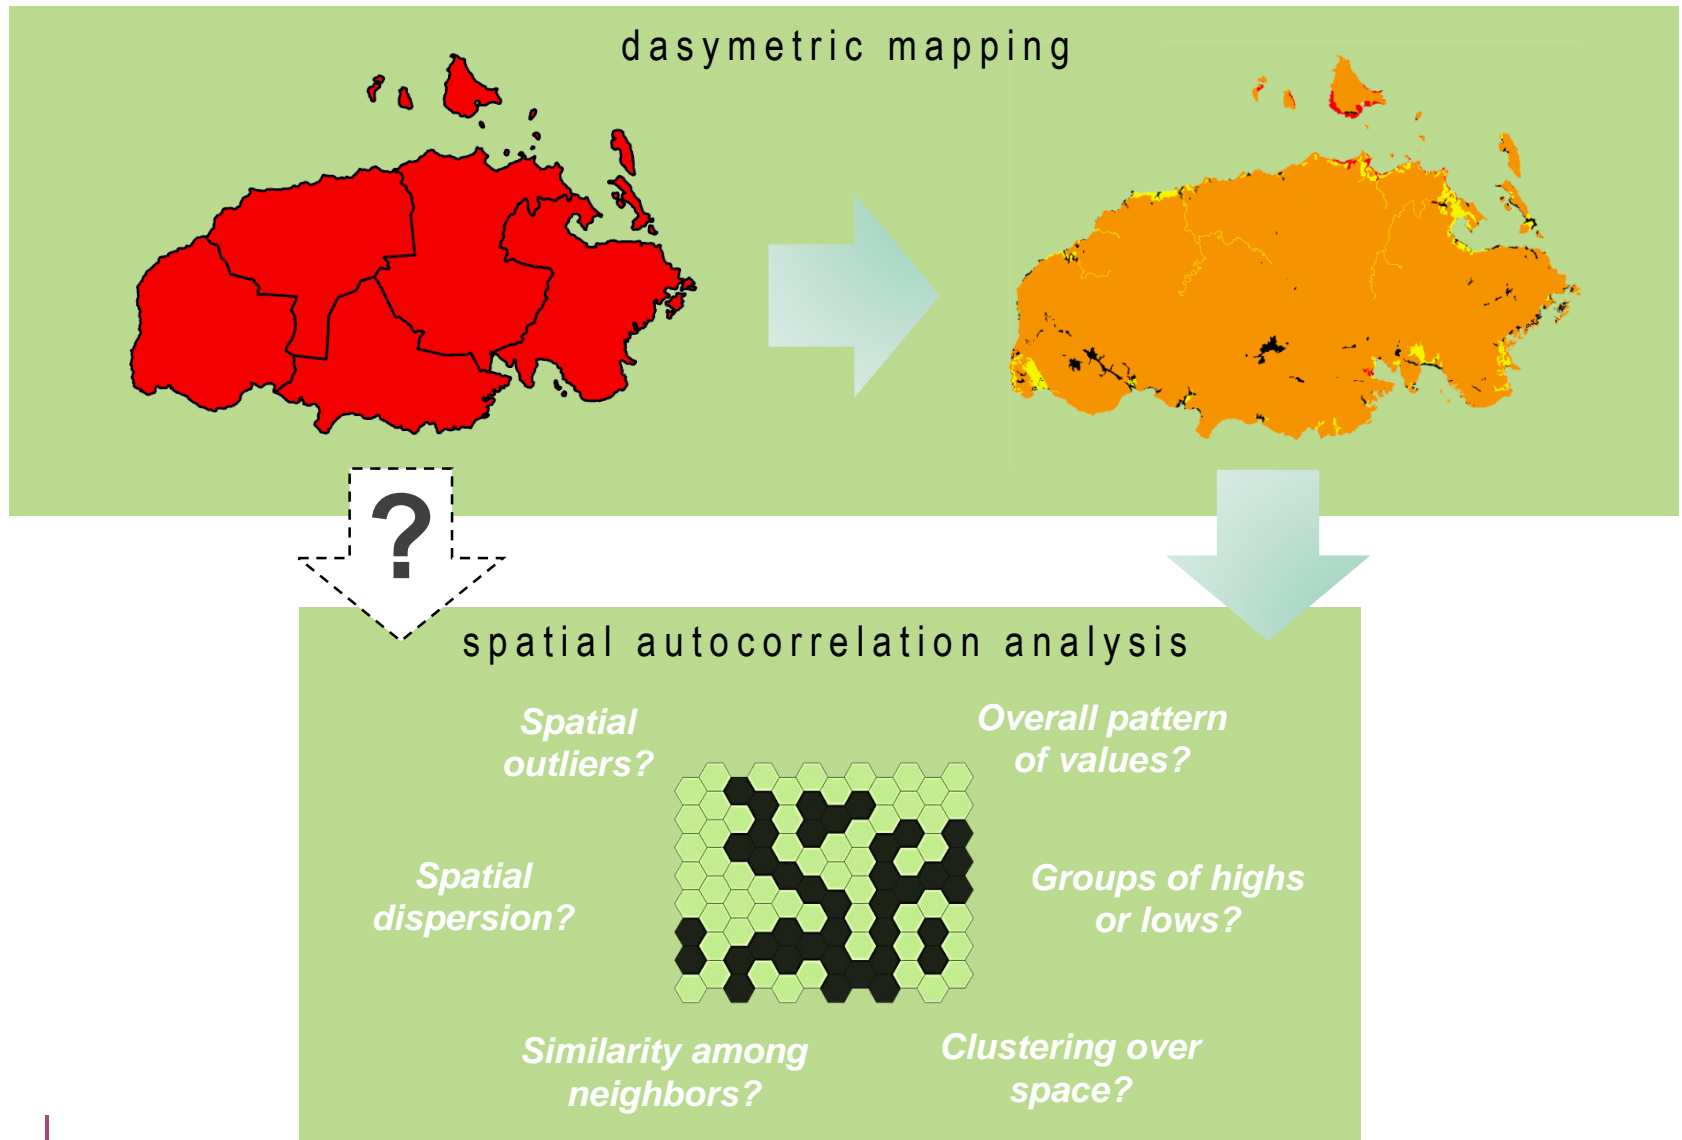 dasymetric mapping
?
spatial autocorrelation analysis
Spatial
outliers?
Overall pattern
of values?
Spatial
dispersion?
Groups of highs
or lows?
Similarity among
neighbors?
Clustering over
space?